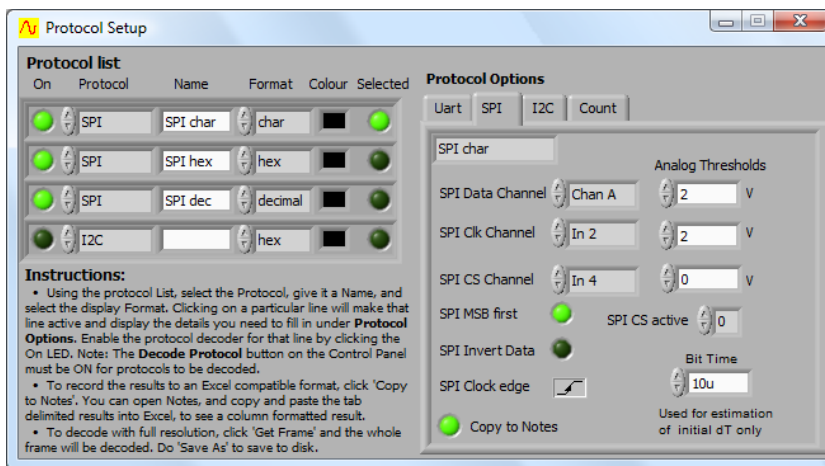 Protocol Setup
Protocol list
On Protocol Name Format Colour Selected
SPI SPI char char
SPI SPI hex hex
SPI SPI dec decimal
I2C hex
Instructions:
• Using the protocol List, select the Protocol, give it a Name, and
select the display Format. Clicking on a particular line will make that
line active and display the details you need to fill in under Protocol
Options. Enable the protocol decoder for that line by clicking the
On LED. Note: The Decode Protocol button on the Control Panel
must be ON for protocols to be decoded.
• To record the results to an Excel compatible format, click 'Copy
to Notes'. You can open Notes, and copy and paste the tab
delimited results into Excel, to see a column formatted result.
• To decode with full resolution, click 'Get Frame' and the whole
frame will be decoded. Do 'Save As' to save to disk.
Protocol Options
Uart SPI I2C Count
SPI char
Analog Thresholds
SPI Data Channel Chan A 2 V
SPI Clk Channel In 2 2 V
SPI CS Channel In 4 0 V
SPI MSB first SPI CS active 0
SPI Invert Data Bit Time
SPI Clock edge 10u
Copy to Notes
Used for estimation
of initial dT only